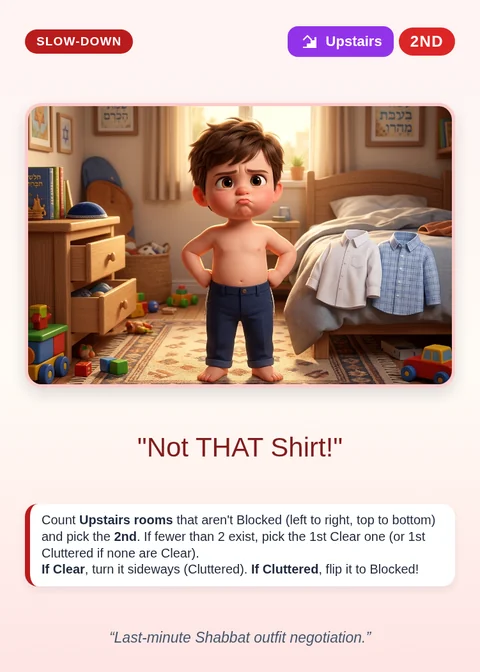 SLOW-DOWN
Upstairs
2ND
"Not THAT Shirt!"
Count Upstairs rooms that aren't Blocked (left to right, top to bottom)
and pick the 2nd. If fewer than 2 exist, pick the 1st Clear one (or 1st
Cluttered if none are Clear).
If Clear, turn it sideways (Cluttered). If Cluttered, flip it to Blocked!
“Last-minute Shabbat outfit negotiation.”